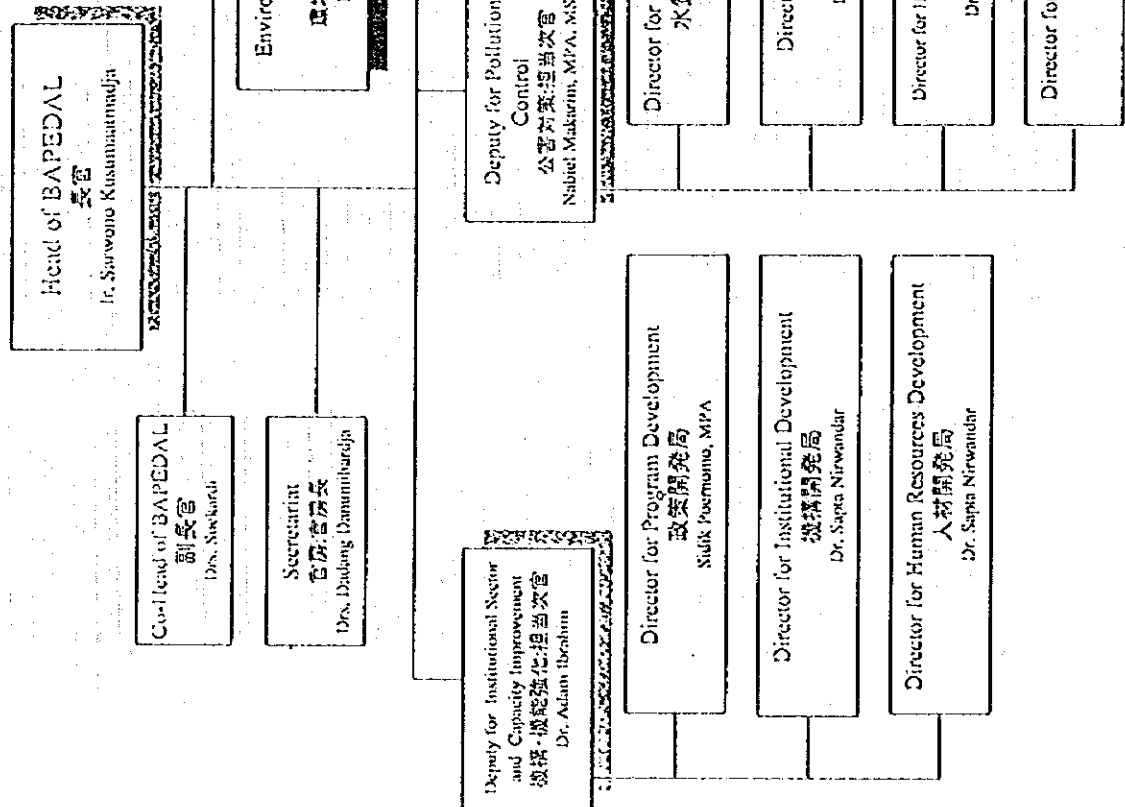 Head of BAPEDAL
長官
Ir. Sarwono Kusumaatmadja
Co-Head of BAPEDAL
副長官
Drs. Suekardi
Secretariat
官房:官房長
Drs. Dadang Danumihardja
Enviro
Deputy for Pollution
Control
公害対策:担当次官
Nabiel Makarim, MPA, MS
Director for
Direct
Director for
Dr
Director fo
Deputy for Institutional Sector
and Capacity Improvement
機構・機能強化:担当次官
Dr. Adam Ibrahim
Director for Program Development
政策開発局
Sidik Poernomo, MPA
Director for Institutional Development
機構開発局
Dr. Sapta Nirwandar
Director for Human Resources Development
人材開発局
Dr. Sapta Nirwandar